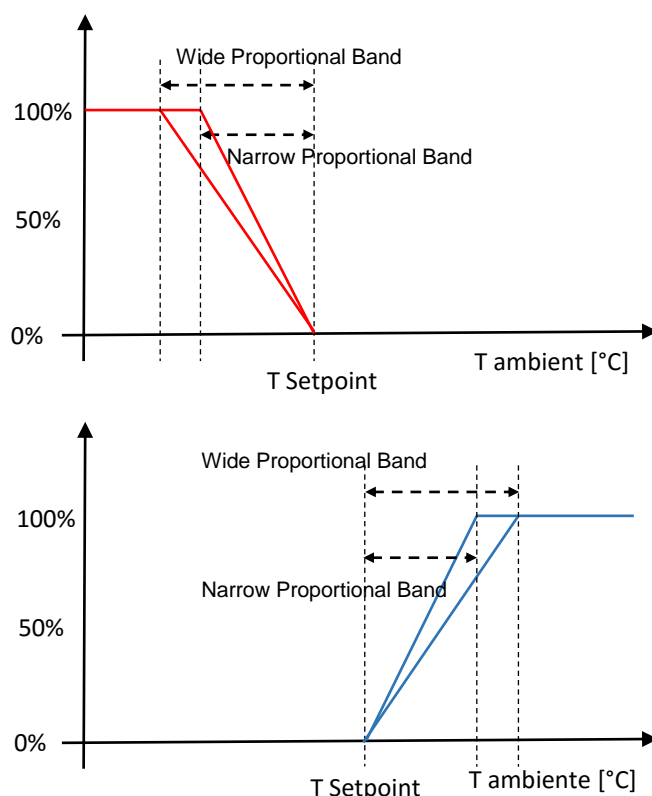 Wide Proportional Band
100%
Narrow Proportional Band
50%
0%
T ambient [°C]
T Setpoint
Wide Proportional Band
100%
Narrow Proportional Band
50%
0%
T Setpoint
T ambiente [°C]